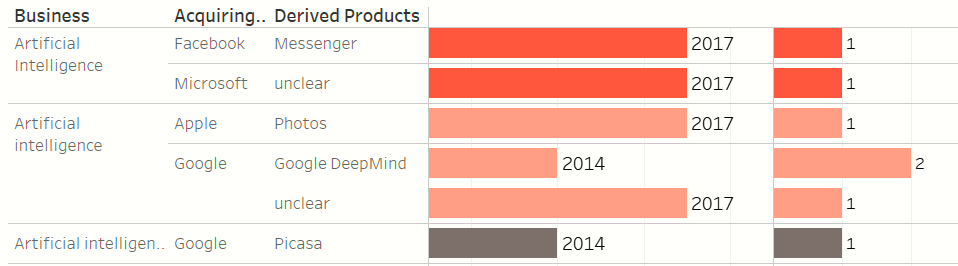 Business Acquiring.. Derived Products
Artificial Intelligence Facebook Messenger 2017 1
Microsoft unclear 2017 1
Artificial intelligence Apple Photos 2017 1
Google Google DeepMind 2014 2
unclear 2017 1
Artificial intelligen.. Google Picasa 2014 1